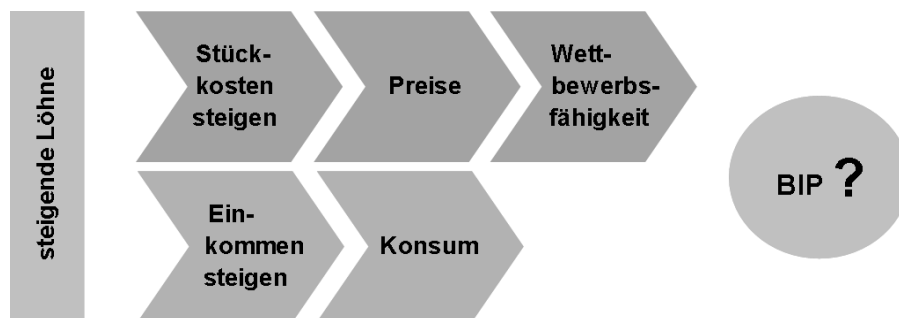 steigende Löhne
Stück-
kosten
steigen
Preise
Wett-
bewerbs-
fähigkeit
Ein-
kommen
steigen
Konsum
BIP ?